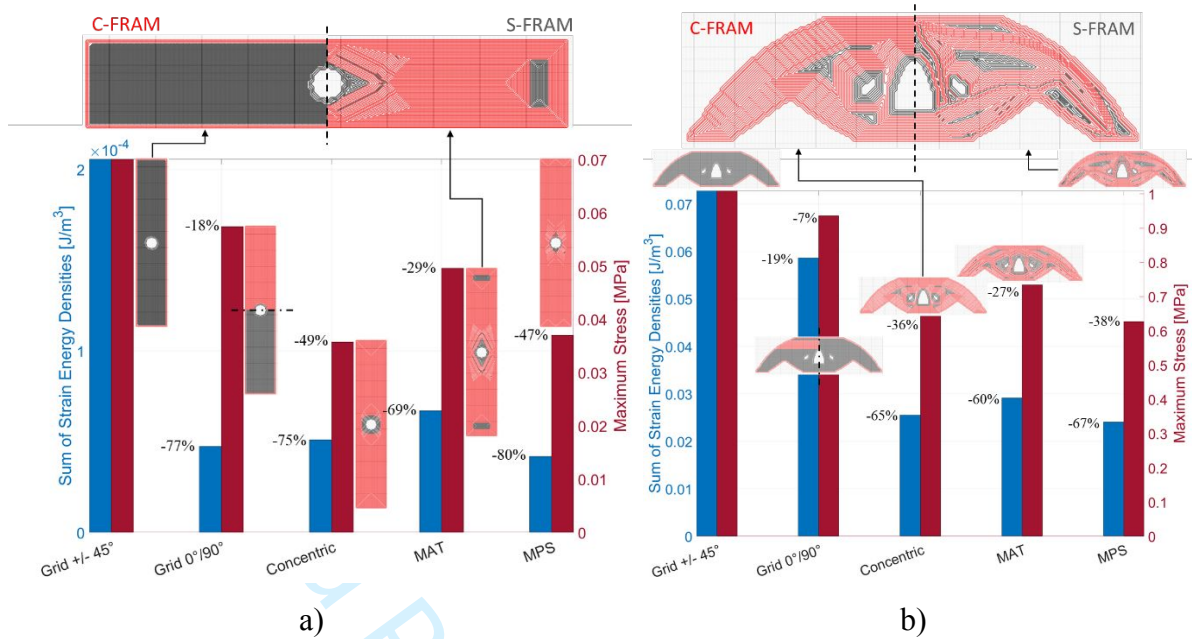 C-FRAM
S-FRAM
×10⁻⁴
2
1
0
Sum of Strain Energy Densities [J/m³]
-18%
-77%
-49%
-75%
-29%
-69%
-47%
-80%
0.07
0.06
0.05
0.04
0.03
0.02
0.01
0
Maximum Stress [MPa]
Grid +/- 45°
Grid 0°/90°
Concentric
MAT
MPS
a)
C-FRAM
S-FRAM
0.07
0.06
0.05
0.04
0.03
0.02
0.01
0
Sum of Strain Energy Densities [J/m³]
-7%
-19%
-36%
-65%
-27%
-60%
-38%
-67%
1
0.9
0.8
0.7
0.6
0.5
0.4
0.3
0.2
0.1
0
Maximum Stress [MPa]
Grid +/- 45°
Grid 0°/90°
Concentric
MAT
MPS
b)